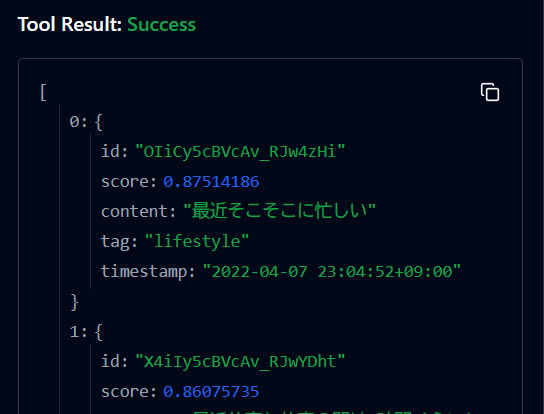 Tool Result: Success
[
0: {
id: "OIiCy5cBVcAv_RJw4zHi"
score: 0.87514186
content: "最近そこそこに忙しい"
tag: "lifestyle"
timestamp: "2022-04-07 23:04:52+09:00"
}
1: {
id: "X4iIy5cBVcAv_RJwYDht"
score: 0.86075735